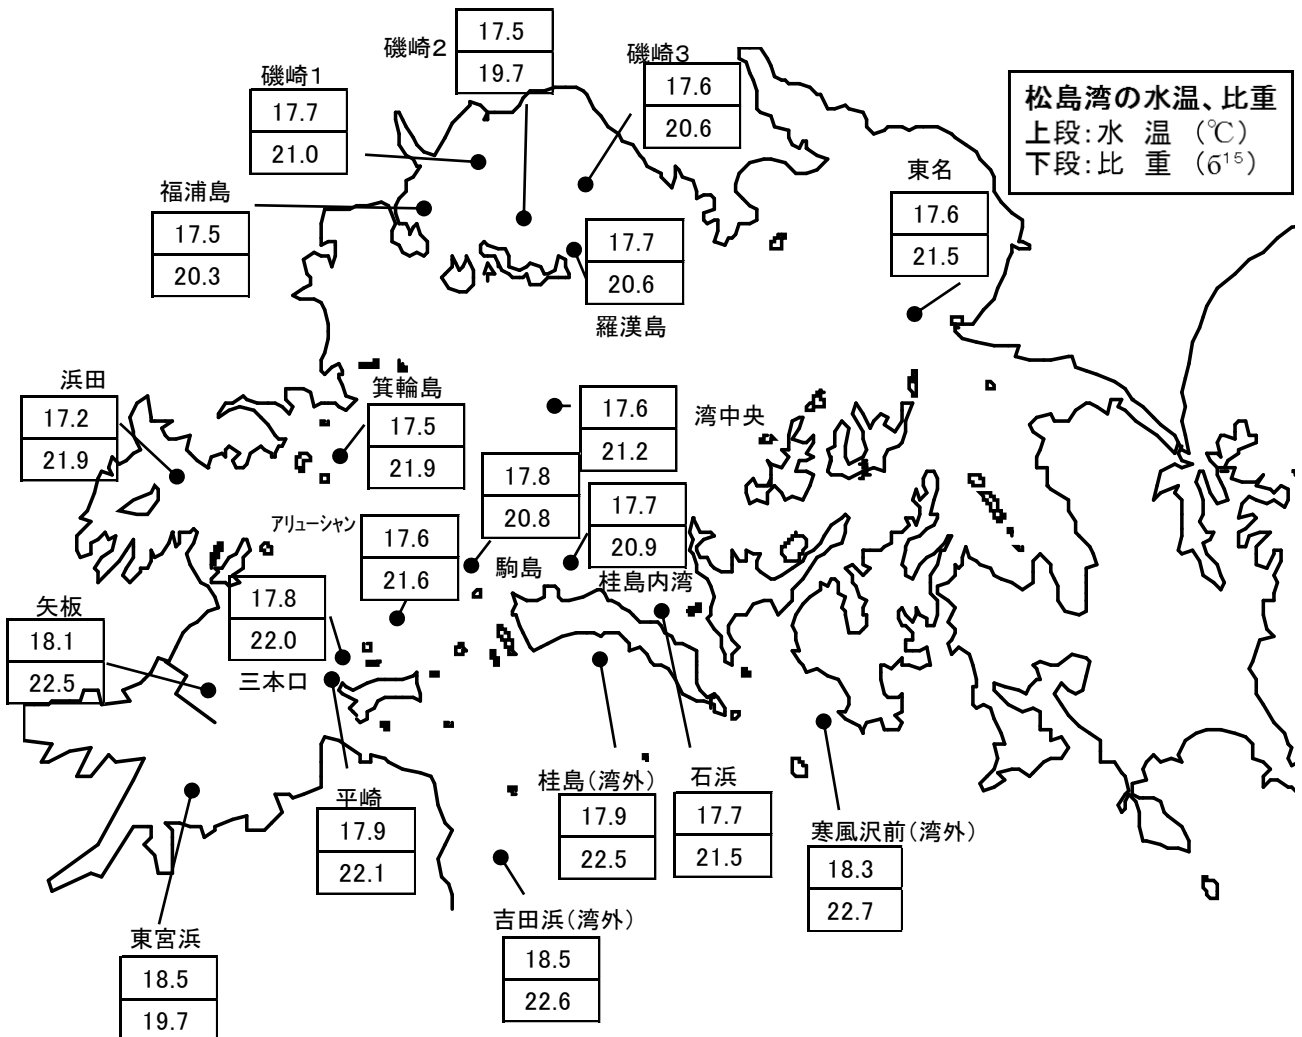 磯崎2
17.5
19.7
磯崎1
17.7
21.0
磯崎3
17.6
20.6
松島湾の水温、比重
上段:水 温 (℃)
下段:比 重 (б¹⁵)
福浦島
17.5
20.3
17.7
20.6
羅漢島
東名
17.6
21.5
浜田
17.2
21.9
箕輪島
17.5
21.9
17.6
21.2
湾中央
17.8
20.8
駒島
17.7
20.9
桂島内湾
アリューシャン
17.6
21.6
17.8
22.0
三本口
矢板
18.1
22.5
平崎
17.9
22.1
桂島(湾外)
17.9
22.5
石浜
17.7
21.5
寒風沢前(湾外)
18.3
22.7
吉田浜(湾外)
18.5
22.6
東宮浜
18.5
19.7